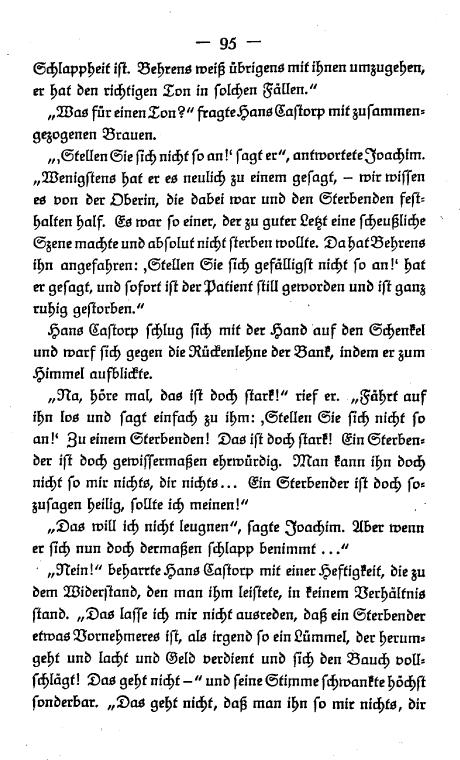 — 95 —
Schlappheit ist. Behrens weiß übrigens mit ihnen umzugehen,
er hat den richtigen Ton in solchen Fällen.“
„Was für einen Ton?“ fragte Hans Castorp mit zusammen-
gezogenen Brauen.
„‚Stellen Sie sich nicht so an!‘ sagt er“, antwortete Joachim.
„Wenigstens hat er es neulich zu einem gesagt, – wir wissen
es von der Oberin, die dabei war und den Sterbenden fest-
halten half. Es war so einer, der zu guter Letzt eine scheußliche
Szene machte und absolut nicht sterben wollte. Da hat Behrens
ihn angefahren: ‚Stellen Sie sich gefälligst nicht so an!‘ hat
er gesagt, und sofort ist der Patient still geworden und ist ganz
ruhig gestorben.“
Hans Castorp schlug sich mit der Hand auf den Schenkel
und warf sich gegen die Rückenlehne der Bank, indem er zum
Himmel aufblickte.
„Na, höre mal, das ist doch stark!“ rief er. „Fährt auf
ihn los und sagt einfach zu ihm: ‚Stellen Sie sich nicht so
an!‘ Zu einem Sterbenden! Das ist doch stark! Ein Sterben-
der ist doch gewissermaßen ehrwürdig. Man kann ihn doch
nicht so mir nichts, dir nichts... Ein Sterbender ist doch so-
zusagen heilig, sollte ich meinen!“
„Das will ich nicht leugnen“, sagte Joachim. Aber wenn
er sich nun doch dermaßen schlapp benimmt ...“
„Nein!“ beharrte Hans Castorp mit einer Heftigkeit, die zu
dem Widerstand, den man ihm leistete, in keinem Verhältnis
stand. „Das lasse ich mir nicht ausreden, daß ein Sterbender
etwas Vornehmeres ist, als irgend so ein Lümmel, der herum-
geht und lacht und Geld verdient und sich den Bauch voll-
schlägt! Das geht nicht –“ und seine Stimme schwankte höchst
sonderbar. „Das geht nicht, daß man ihn so mir nichts, dir